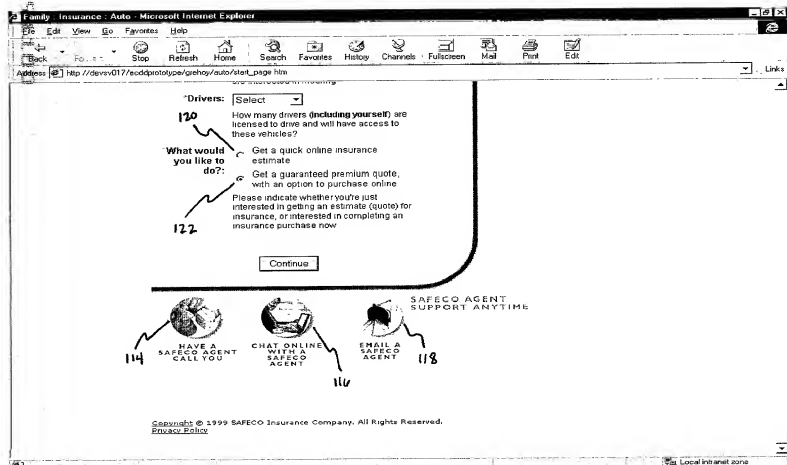 Family : Insurance : Auto - Microsoft Internet Explorer
File Edit View Go Favorites Help
Back Stop Refresh Home Search Favorites History Channels Fullscreen Mail Print Edit
Address http://devsv017/ecddprototype/grehoy/auto/start_page htm Links
*Drivers: Select
120
How many drivers (including yourself) are
licensed to drive and will have access to
these vehicles?
*What would
you like to
do?:
Get a quick online insurance
estimate
Get a guaranteed premium quote,
with an option to purchase online
122
Please indicate whether you're just
interested in getting an estimate (quote) for
insurance, or interested in completing an
insurance purchase now
Continue
SAFECO AGENT
SUPPORT ANYTIME
114
HAVE A
SAFECO AGENT
CALL YOU
CHAT ONLINE
WITH A
SAFECO
AGENT
116
EMAIL A
SAFECO
AGENT
118
Copyright © 1999 SAFECO Insurance Company. All Rights Reserved.
Privacy Policy
Local intranet zone